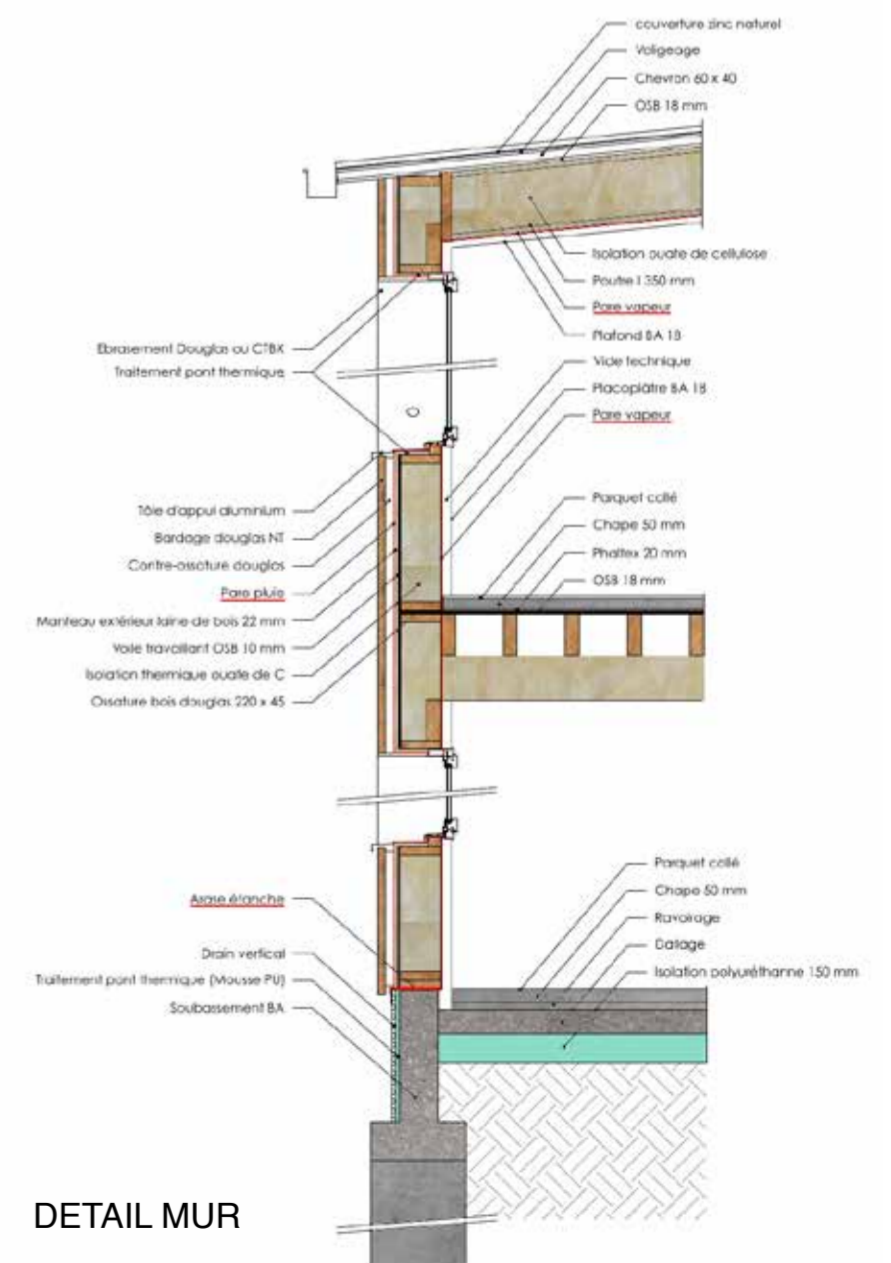 couverture zinc naturel
Voligeage
Chevron 60 x 40
OSB 18 mm
Isolation ouate de cellulose
Poutre I 350 mm
Pare vapeur
Plafond BA 18
Vide technique
Placoplâtre BA 18
Pare vapeur
Ebrasement Douglas ou CTBX
Traitement pont thermique
Tôle d'appui aluminium
Bardage douglas NT
Contre-ossature douglas
Pare pluie
Manteau extérieur laine de bois 22 mm
Voile travaillant OSB 10 mm
Isolation thermique ouate de C
Ossature bois douglas 220 x 45
Parquet collé
Chape 50 mm
Phaltex 20 mm
OSB 18 mm
Arase étanche
Drain vertical
Traitement pont thermique (Mousse PU)
Soubassement BA
Parquet collé
Chape 50 mm
Ravoirage
Dallage
Isolation polyuréthanne 150 mm
DETAIL MUR